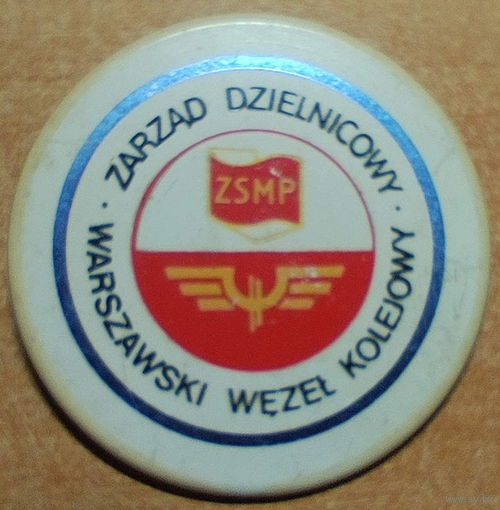 ZARZĄD DZIELNICOWY
ZSMP
· WARSZAWSKI WĘZEŁ KOLEJOWY ·